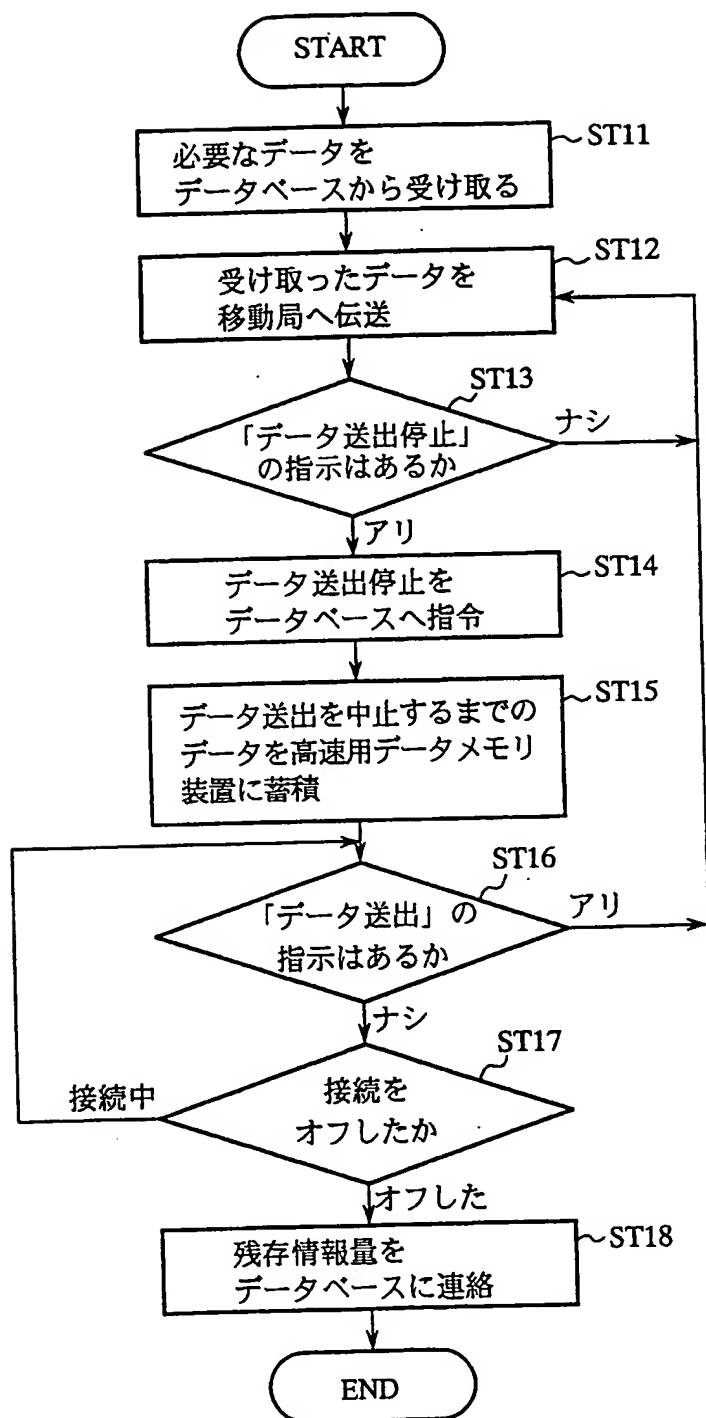 START
ST11
必要なデータを
データベースから受け取る
ST12
受け取ったデータを
移動局へ伝送
ST13
「データ送出停止」
の指示はあるか
ナシ
アリ
ST14
データ送出停止を
データベースへ指令
ST15
データ送出を中止するまでの
データを高速用データメモリ
装置に蓄積
ST16
「データ送出」の
指示はあるか
アリ
ナシ
ST17
接続を
オフしたか
接続中
オフした
ST18
残存情報量を
データベースに連絡
END